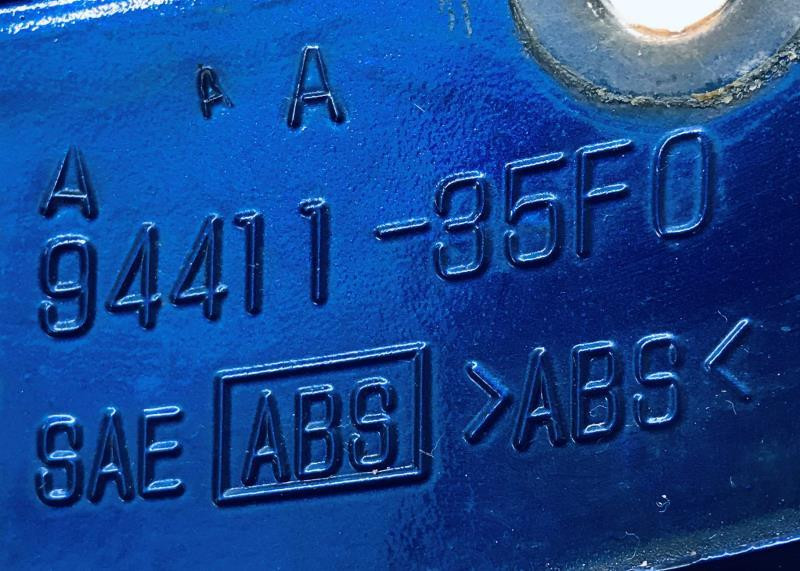 A A
A
94411-35F0
SAE ABS >ABS<